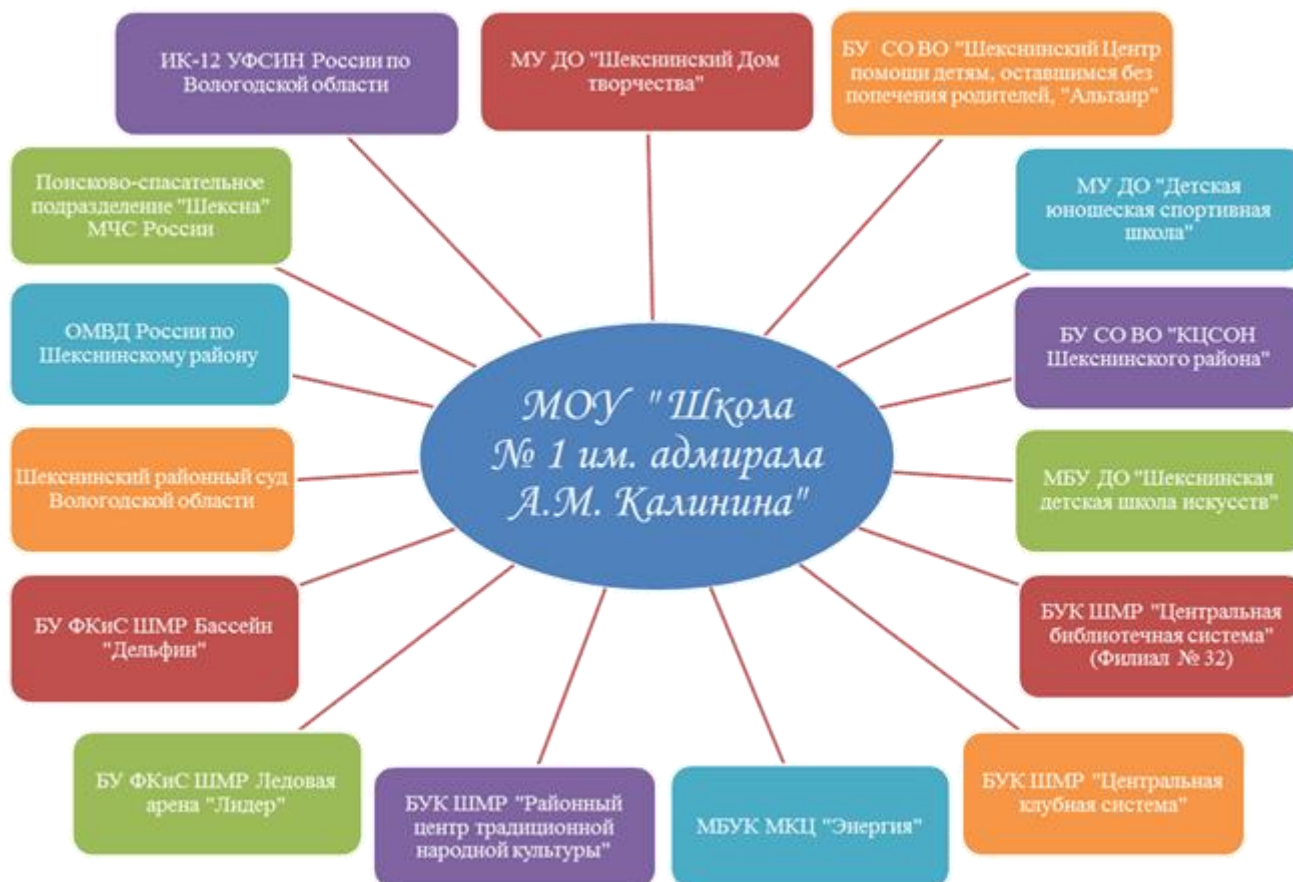 ИК-12 УФСИН России по
Вологодской области
МУ ДО "Шекснинский Дом
творчества"
БУ СО ВО "Шекснинский Центр
помощи детям, оставшимся без
попечения родителей, "Альтаир"
Поисково-спасательное
подразделение "Шексна"
МЧС России
МУ ДО "Детская
юношеская спортивная
школа"
ОМВД России по
Шекснинскому району
БУ СО ВО "КЦСОН
Шекснинского района"
МОУ "Школа
№ 1 им. адмирала
А.М. Калинина"
Шекснинский районный суд
Вологодской области
МБУ ДО "Шекснинская
детская школа искусств"
БУ ФКиС ШМР Бассейн
"Дельфин"
БУК ШМР "Центральная
библиотечная система"
(Филиал № 32)
БУ ФКиС ШМР Ледовая
арена "Лидер"
БУК ШМР "Районный
центр традиционной
народной культуры"
МБУК МКЦ "Энергия"
БУК ШМР "Центральная
клубная система"